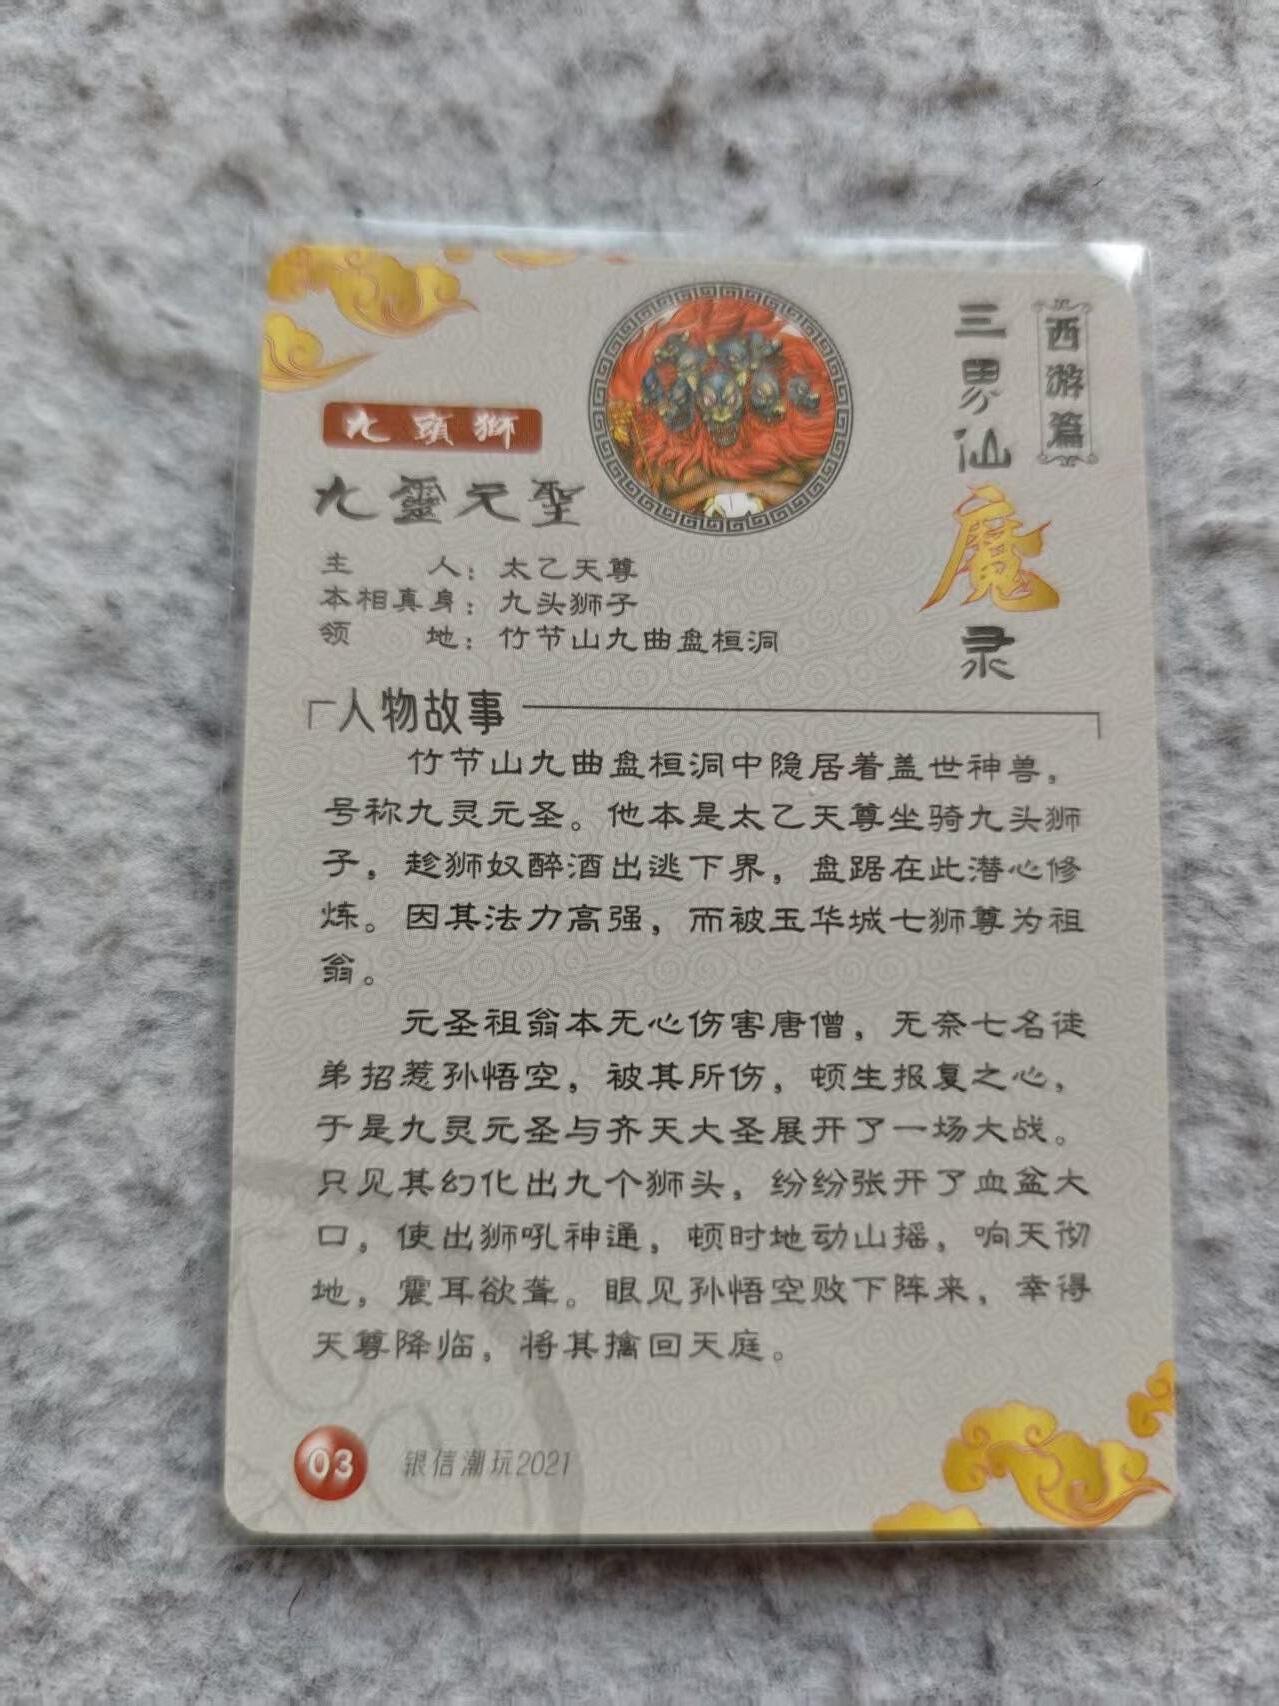 西游篇
三界仙魔录
九頭獅
九靈元聖
主人：太乙天尊
本相真身：九头狮子
领地：竹节山九曲盘桓洞
人物故事
竹节山九曲盘桓洞中隐居着盖世神兽，
号称九灵元圣。他本是太乙天尊坐骑九头狮
子，趁狮奴醉酒出逃下界，盘踞在此潜心修
炼。因其法力高强，而被玉华城七狮尊为祖
翁。
元圣祖翁本无心伤害唐僧，无奈七名徒
弟招惹孙悟空，被其所伤，顿生报复之心，
于是九灵元圣与齐天大圣展开了一场大战。
只见其幻化出九个狮头，纷纷张开了血盆大
口，使出狮吼神通，顿时地动山摇，响天彻
地，震耳欲聋。眼见孙悟空败下阵来，幸得
天尊降临，将其擒回天庭。
03
银信潮玩2021